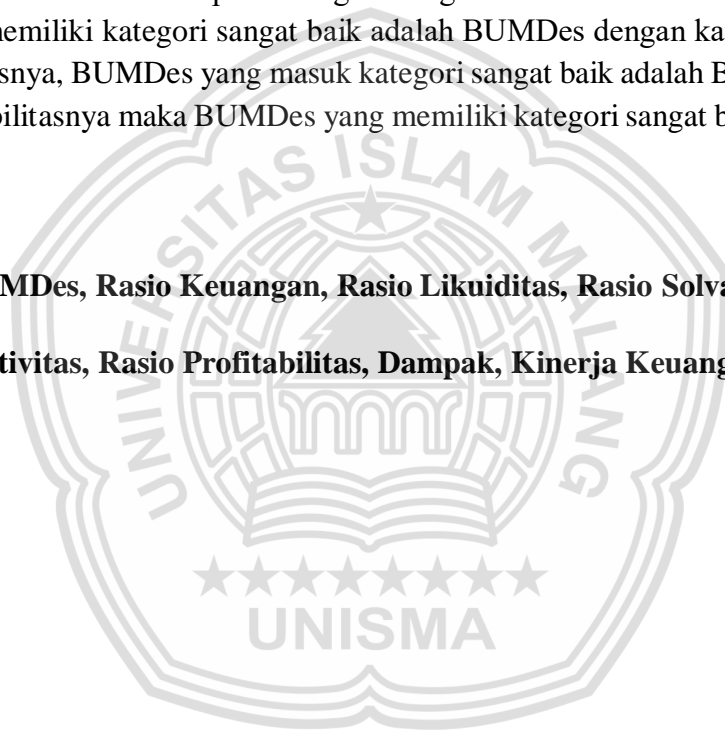 memiliki kategori sangat baik adalah BUMDes dengan ka
snya, BUMDes yang masuk kategori sangat baik adalah B
bilitasnya maka BUMDes yang memiliki kategori sangat b
UNIVERSITAS ISLAM MALANG
MDes, Rasio Keuangan, Rasio Likuiditas, Rasio Solva
tivitas, Rasio Profitabilitas, Dampak, Kinerja Keuang
UNISMA